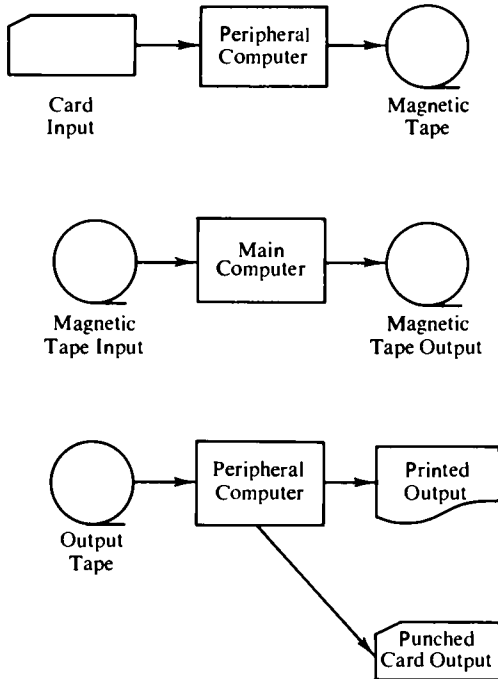 Peripheral
Computer
Card
Input
Magnetic
Tape
Main
Computer
Magnetic
Tape Input
Magnetic
Tape Output
Peripheral
Computer
Printed
Output
Output
Tape
Punched
Card Output